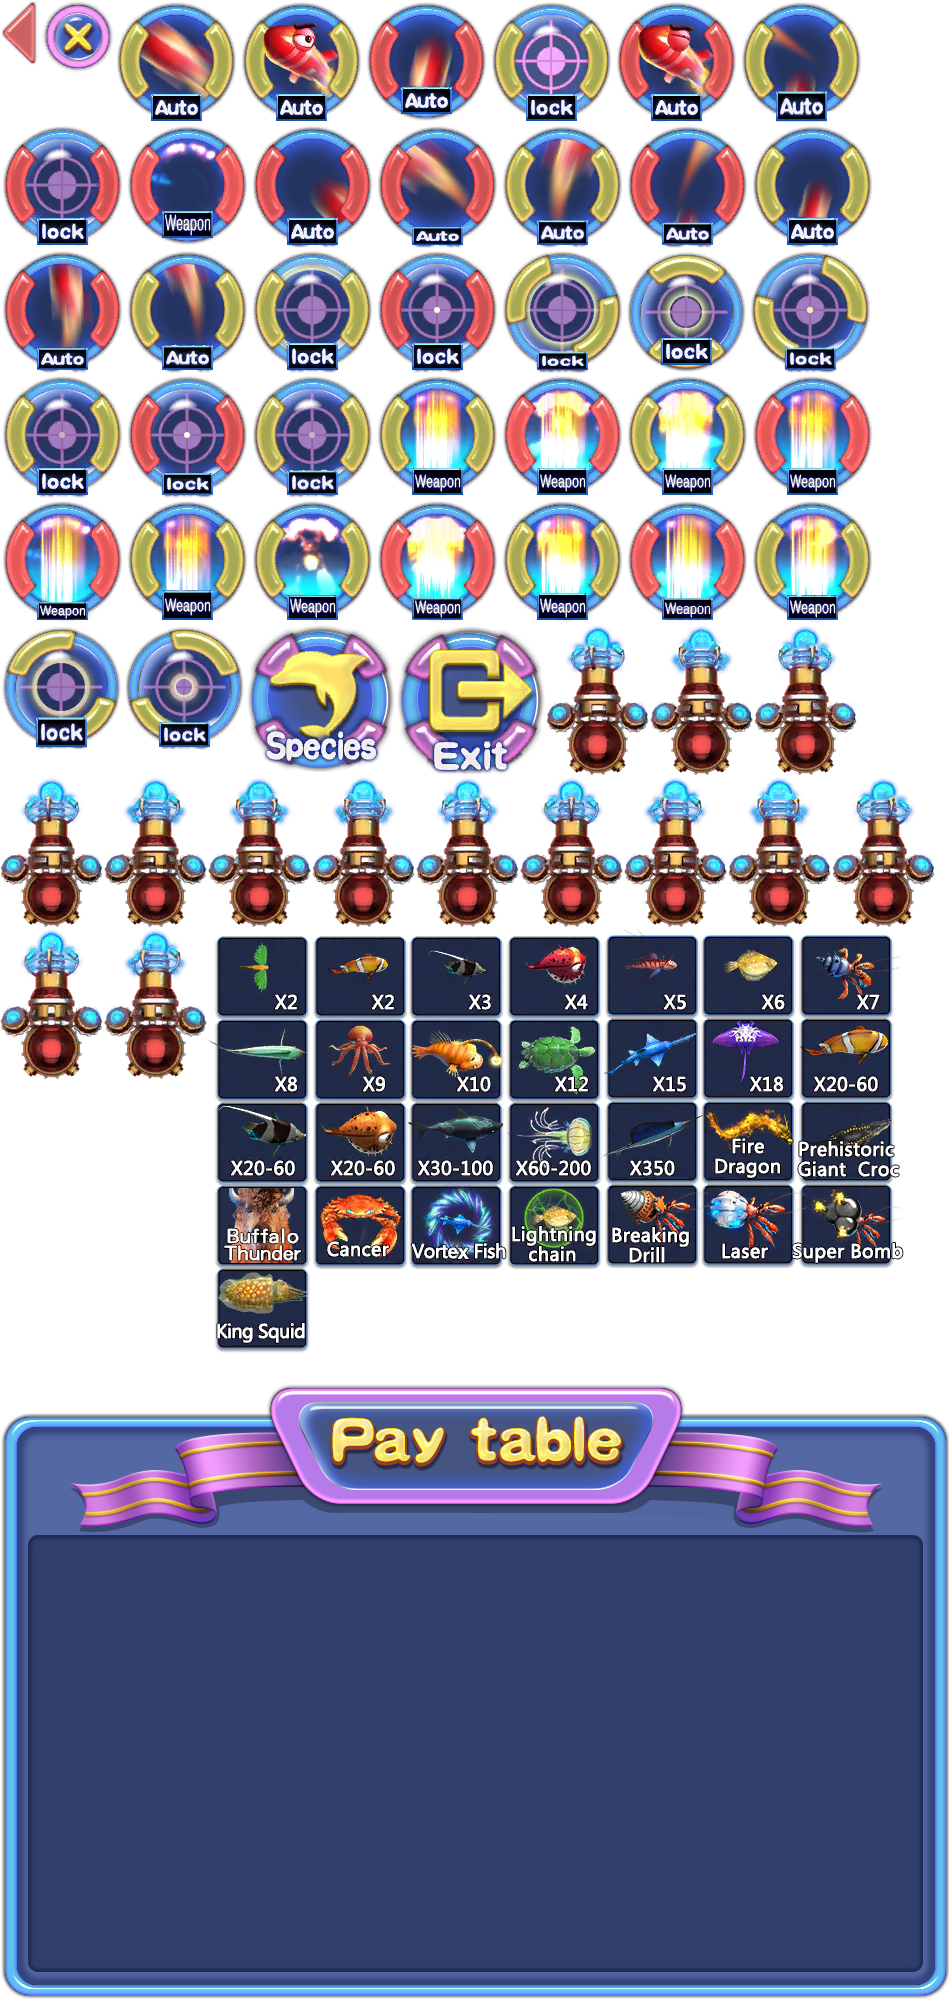 Auto
Auto
Auto
lock
Auto
Auto
lock
Weapon
Auto
Auto
Auto
Auto
Auto
Auto
Auto
lock
lock
lock
lock
lock
lock
lock
lock
Weapon
Weapon
Weapon
Weapon
Weapon
Weapon
Weapon
Weapon
Weapon
Weapon
Weapon
lock
lock
Species
Exit
X2
X2
X3
X4
X5
X6
X7
X8
X9
X10
X12
X15
X18
X20-60
X20-60
X20-60
X30-100
X60-200
X350
Fire
Dragon
Prehistoric
Giant Croc
Buffalo
Thunder
Cancer
Vortex Fish
Lightning
chain
Breaking
Drill
Laser
Super Bomb
King Squid
Pay table